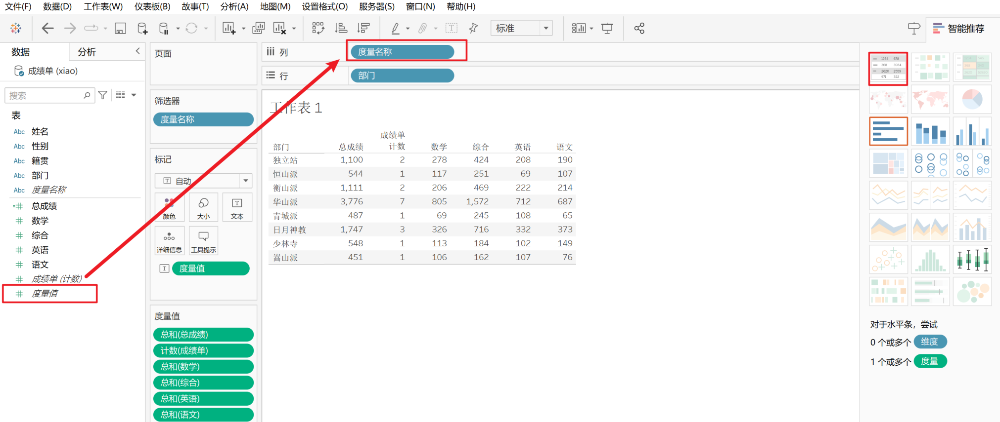 文件(F) 数据(D) 工作表(W) 仪表板(B) 故事(T) 分析(A) 地图(M) 设置格式(O) 服务器(S) 窗口(N) 帮助(H)
标准
智能推荐
数据 分析
成绩单 (xiao)
搜索
表
Abc 姓名
Abc 性别
Abc 籍贯
Abc 部门
Abc 度量名称
总成绩
数学
综合
英语
语文
成绩单 (计数)
度量值
页面
筛选器
度量名称
标记
自动
颜色 大小 文本
详细信息 工具提示
度量值
度量值
总和(总成绩)
计数(成绩单)
总和(数学)
总和(综合)
总和(英语)
总和(语文)
列 度量名称
行 部门
工作表 1
成绩单
部门 总成绩 计数 数学 综合 英语 语文
独立站 1,100 2 278 424 208 190
恒山派 544 1 117 251 69 107
衡山派 1,111 2 206 469 222 214
华山派 3,776 7 805 1,572 712 687
青城派 487 1 69 245 108 65
日月神教 1,747 3 326 716 332 373
少林寺 548 1 113 184 102 149
嵩山派 451 1 106 162 107 76
1234 678
368 3034
2620 2559
971 322
对于水平条，尝试
0 个或多个 维度
1 个或多个 度量